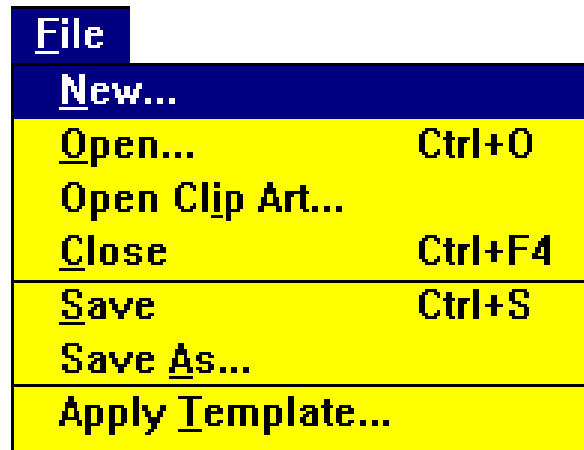 File
New...
Open... Ctrl+O
Open Clip Art...
Close Ctrl+F4
Save Ctrl+S
Save As...
Apply Template...